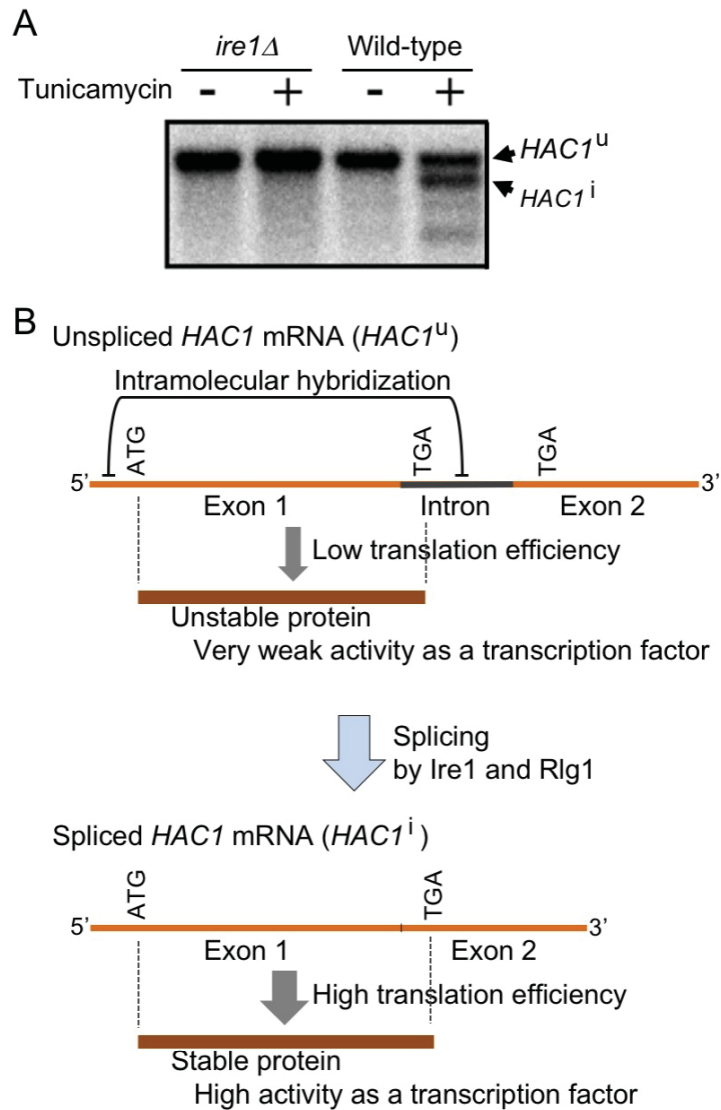 A
ire1Δ Wild-type
Tunicamycin - + - +
HAC1u
HAC1i
B
Unspliced HAC1 mRNA (HAC1u)
Intramolecular hybridization
ATG TGA TGA
5’ 3’
Exon 1 Intron Exon 2
Low translation efficiency
Unstable protein
Very weak activity as a transcription factor
Splicing
by Ire1 and Rlg1
Spliced HAC1 mRNA (HAC1i)
ATG TGA
5’ 3’
Exon 1 Exon 2
High translation efficiency
Stable protein
High activity as a transcription factor